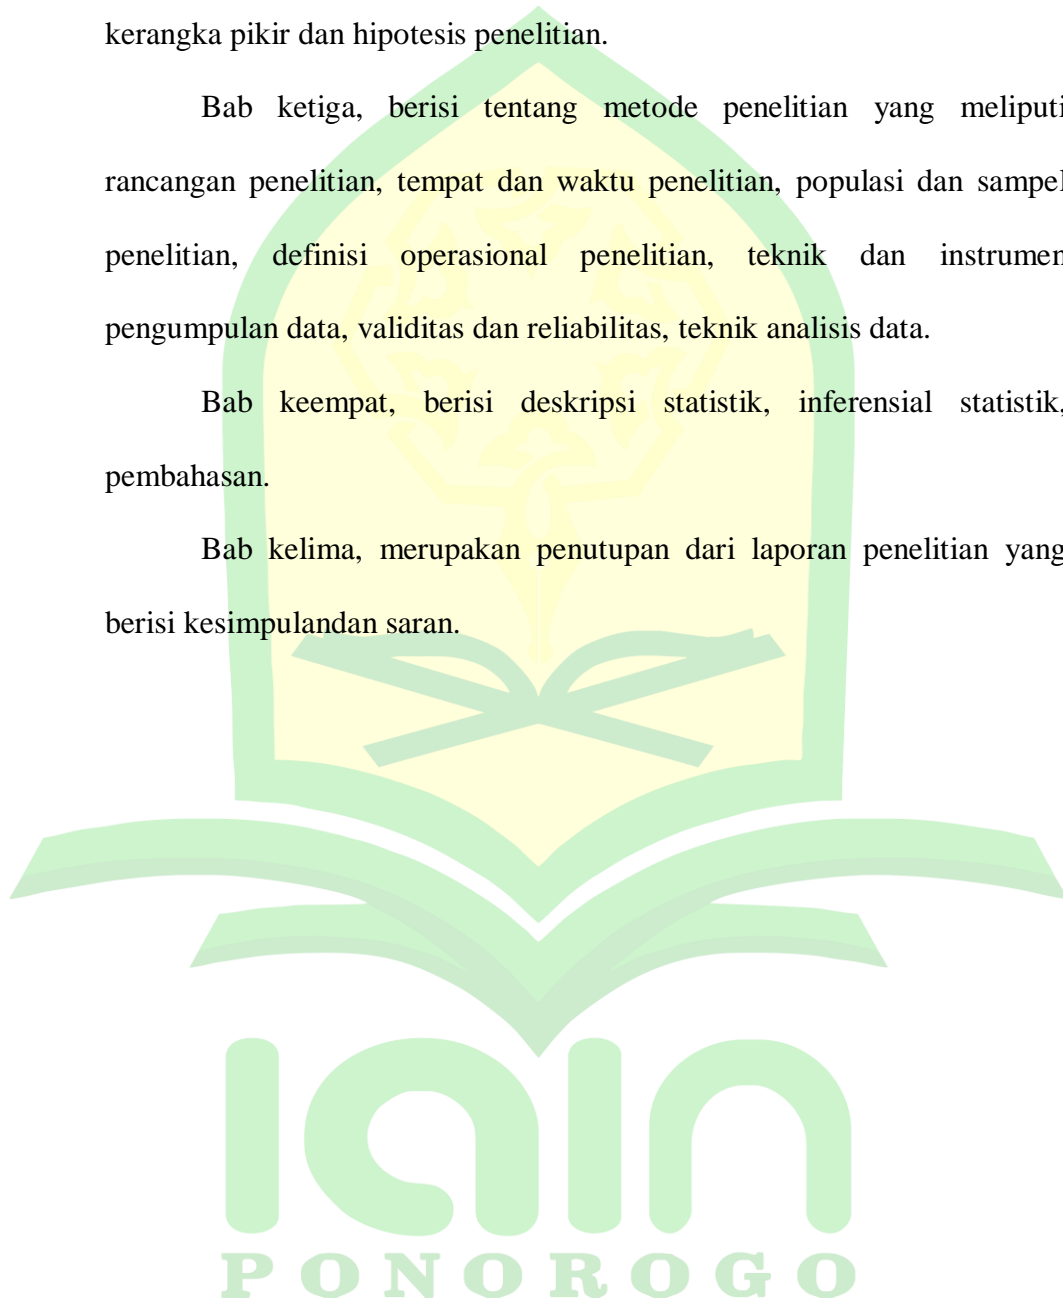 kerangka pikir dan hipotesis penelitian.
Bab ketiga, berisi tentang metode penelitian yang meliputi
rancangan penelitian, tempat dan waktu penelitian, populasi dan sampel
penelitian, definisi operasional penelitian, teknik dan instrumen
pengumpulan data, validitas dan reliabilitas, teknik analisis data.
Bab keempat, berisi deskripsi statistik, inferensial statistik,
pembahasan.
Bab kelima, merupakan penutupan dari laporan penelitian yang
berisi kesimpulandan saran.
IAIN
PONOROGO